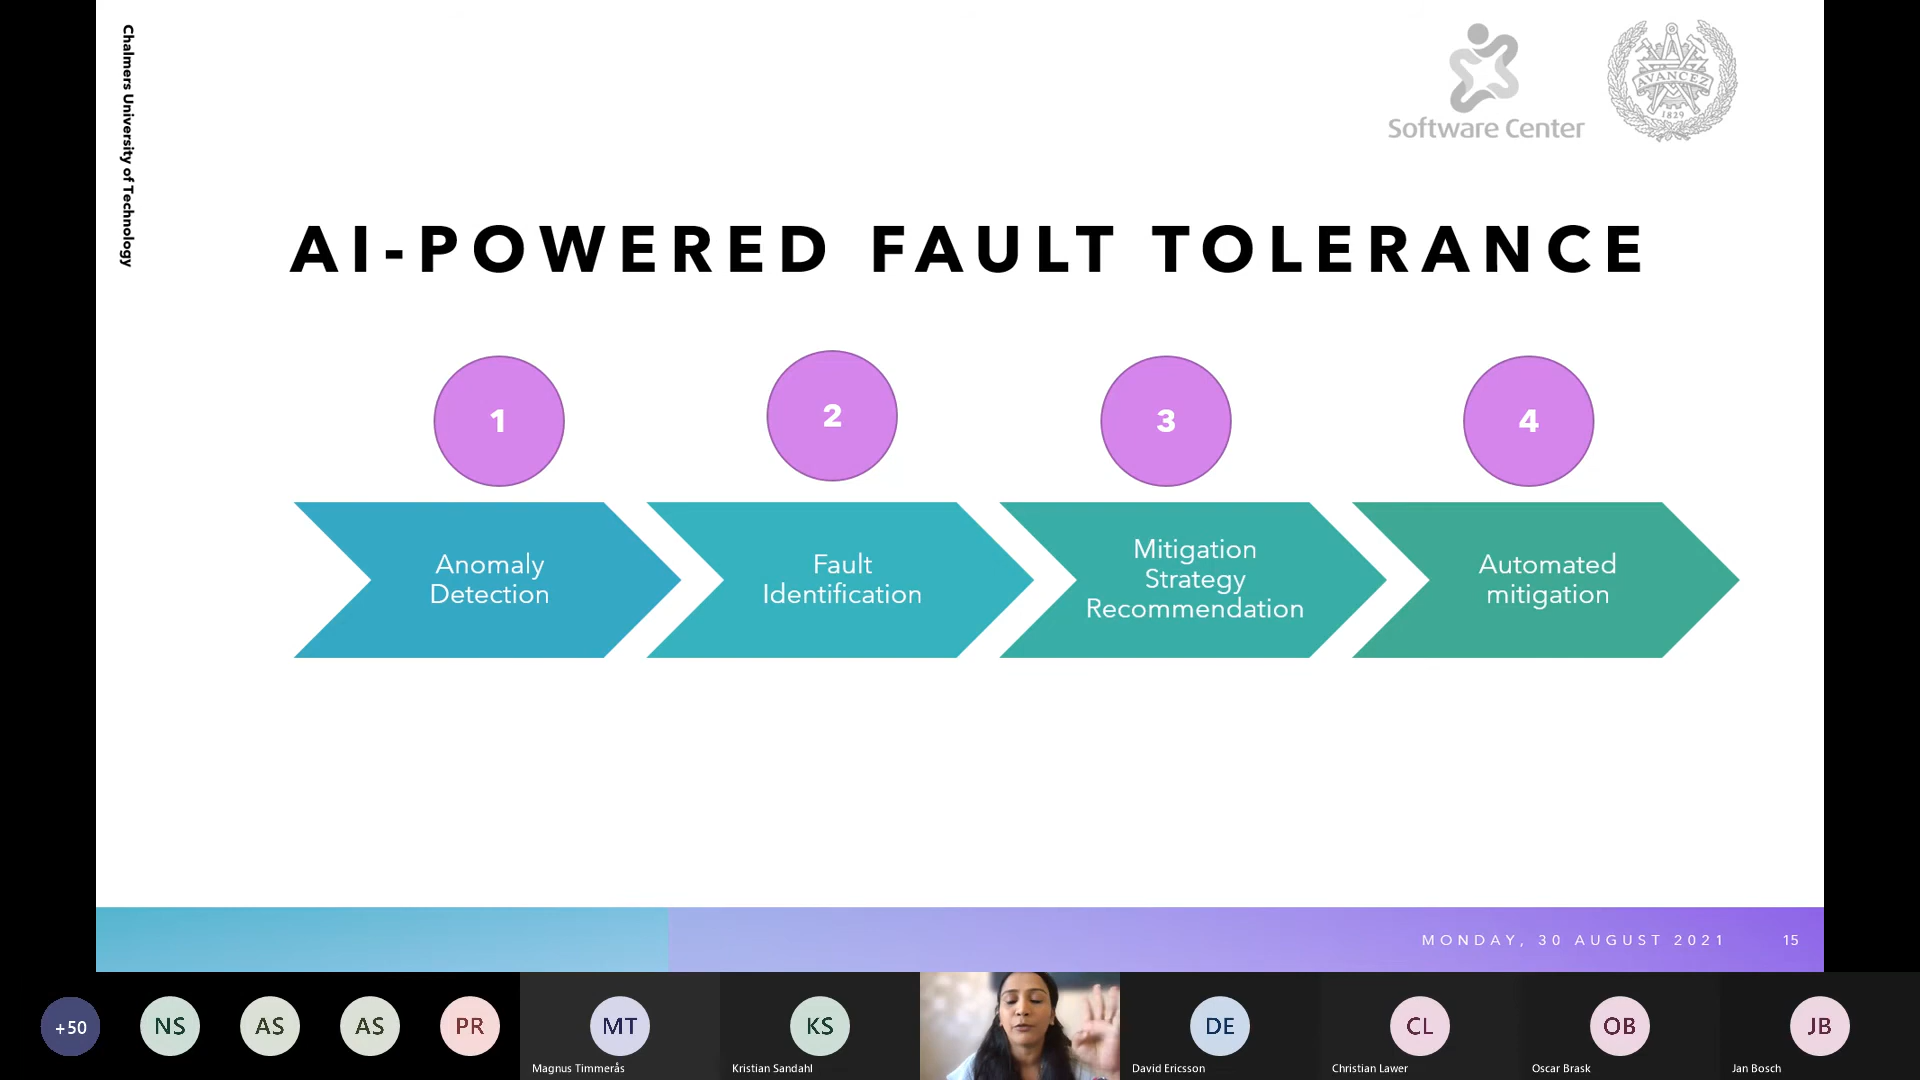 Chalmers University of Technology
Software Center
AVANCEZ
1829
AI-POWERED FAULT TOLERANCE
1
2
3
4
Anomaly
Detection
Fault
Identification
Mitigation
Strategy
Recommendation
Automated
mitigation
MONDAY, 30 AUGUST 2021
15
+50
NS
AS
AS
PR
MT
KS
DE
CL
OB
JB
Magnus Timmerås
Kristian Sandahl
David Ericsson
Christian Lawer
Oscar Brask
Jan Bosch